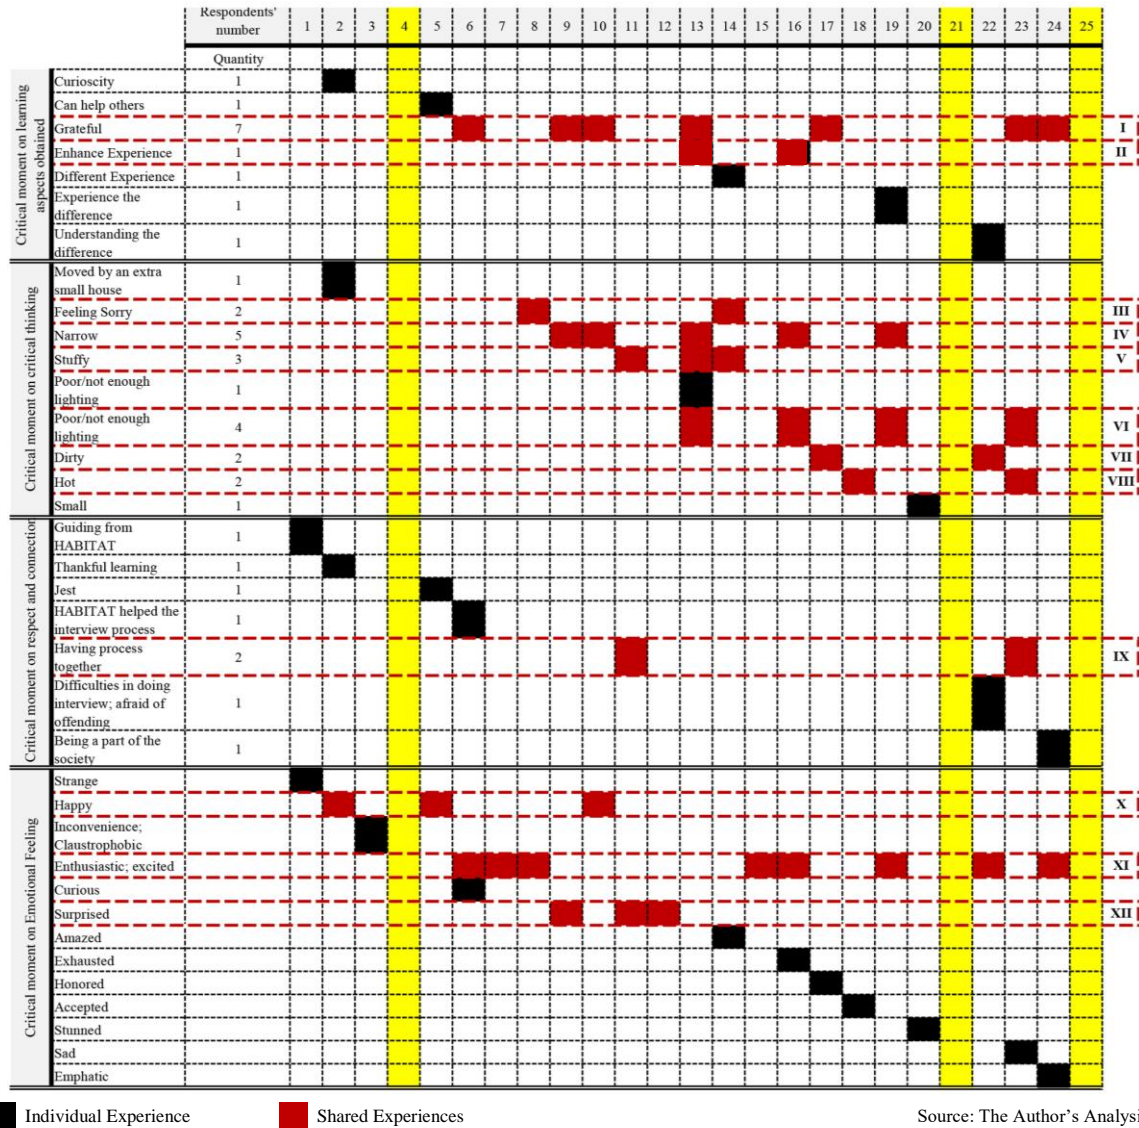 Respondents' number 1 2 3 4 5 6 7 8 9 10 11 12 13 14 15 16 17 18 19 20 21 22 23 24 25
Quantity
Critical moment on learning aspects obtained
Curioscity 1
Can help others 1
Grateful 7 I
Enhance Experience 1 II
Different Experience 1
Experience the difference 1
Understanding the difference 1
Critical moment on critical thinking
Moved by an extra small house 1
Feeling Sorry 2 III
Narrow 5 IV
Stuffy 3 V
Poor/not enough lighting 1
Poor/not enough lighting 4 VI
Dirty 2 VII
Hot 2 VIII
Small 1
Critical moment on respect and connection
Guiding from HABITAT 1
Thankful learning 1
Jest 1
HABITAT helped the interview process 1
Having process together 2 IX
Difficulties in doing interview; afraid of offending 1
Being a part of the society 1
Critical moment on Emotional Feeling
Strange
Happy X
Inconvenience; Claustrophobic
Enthusiastic; excited XI
Curious
Surprised XII
Amazed
Exhausted
Honored
Accepted
Stunned
Sad
Emphatic
Individual Experience Shared Experiences Source: The Author's Analysi